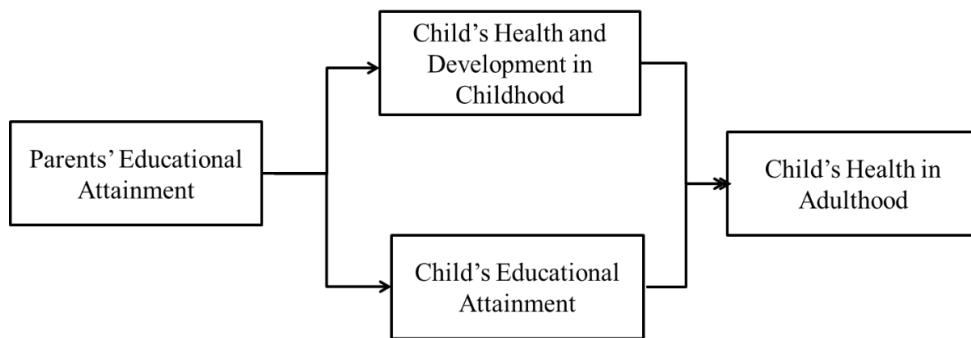 Child’s Health and
Development in
Childhood
Parents’ Educational
Attainment
Child’s Health in
Adulthood
Child’s Educational
Attainment